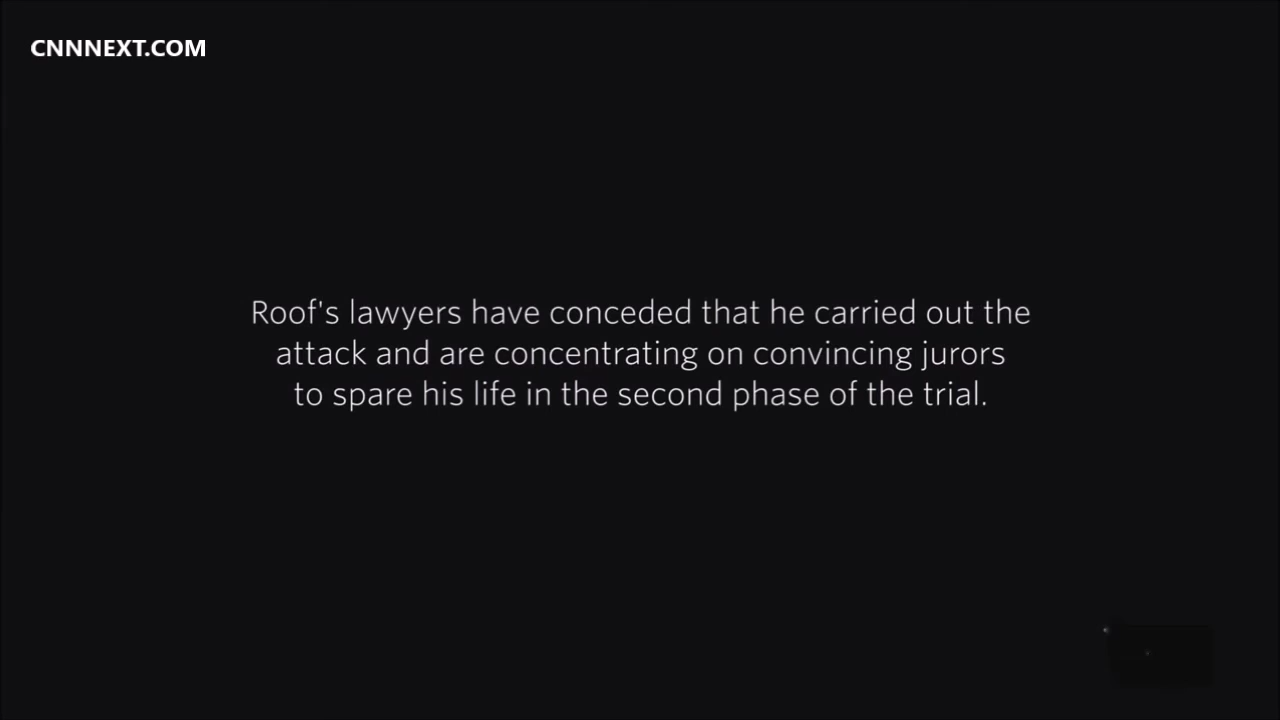 CNNNEXT.COM
Roof's lawyers have conceded that he carried out the
attack and are concentrating on convincing jurors
to spare his life in the second phase of the trial.